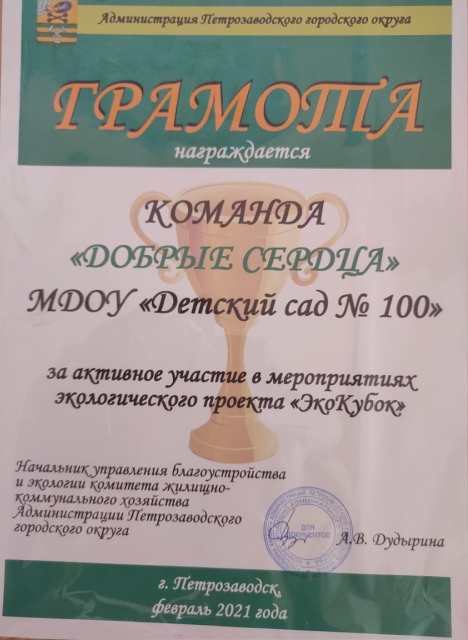 Администрация Петрозаводского городского округа
ГРАМОТА
награждается
КОМАНДА
«ДОБРЫЕ СЕРДЦА»
МДОУ «Детский сад № 100»
за активное участие в мероприятиях
экологического проекта «ЭкоКубок»
Начальник управления благоустройства
и экологии комитета жилищно-
коммунального хозяйства
Администрации Петрозаводского
городского округа
ДЛЯ
ДОКУМЕНТОВ
А.В. Дудырина
г. Петрозаводск,
февраль 2021 года